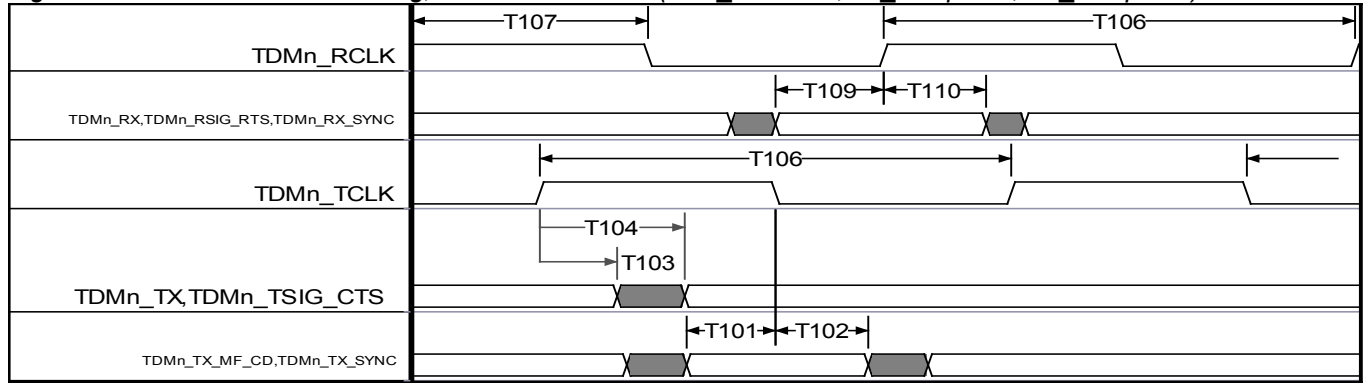 T107
T106
TDMn_RCLK
T109
T110
TDMn_RX,TDMn_RSIG_RTS,TDMn_RX_SYNC
T106
TDMn_TCLK
T104
T103
TDMn_TX,TDMn_TSIG_CTS
T101
T102
TDMn_TX_MF_CD,TDMn_TX_SYNC